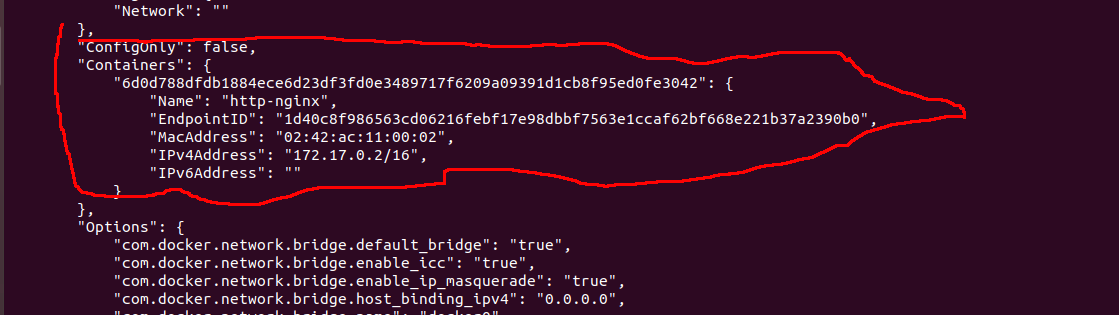 "Network": ""
},
"ConfigOnly": false,
"Containers": {
"6d0d788dfdb1884ece6d23df3fd0e3489717f6209a09391d1cb8f95ed0fe3042": {
"Name": "http-nginx",
"EndpointID": "1d40c8f986563cd06216febf17e98dbbf7563e1ccaf62bf668e221b37a2390b0",
"MacAddress": "02:42:ac:11:00:02",
"IPv4Address": "172.17.0.2/16",
"IPv6Address": ""
}
},
"Options": {
"com.docker.network.bridge.default_bridge": "true",
"com.docker.network.bridge.enable_icc": "true",
"com.docker.network.bridge.enable_ip_masquerade": "true",
"com.docker.network.bridge.host_binding_ipv4": "0.0.0.0",